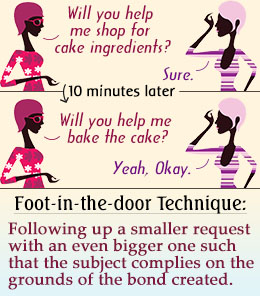 Will you help
me shop for
cake ingredients?
Sure.
10 minutes later
Will you help me
bake the cake?
Yeah, Okay.
Foot-in-the-door Technique:
Following up a smaller request
with an even bigger one such
that the subject complies on the
grounds of the bond created.